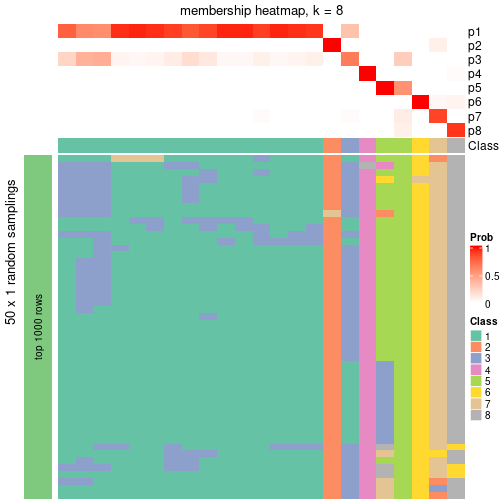 membership heatmap, k = 8
p1
p2
p3
p4
p5
p6
p7
p8
Class
50 x 1 random samplings
top 1000 rows
Prob
1
0.5
0
Class
1
2
3
4
5
6
7
8